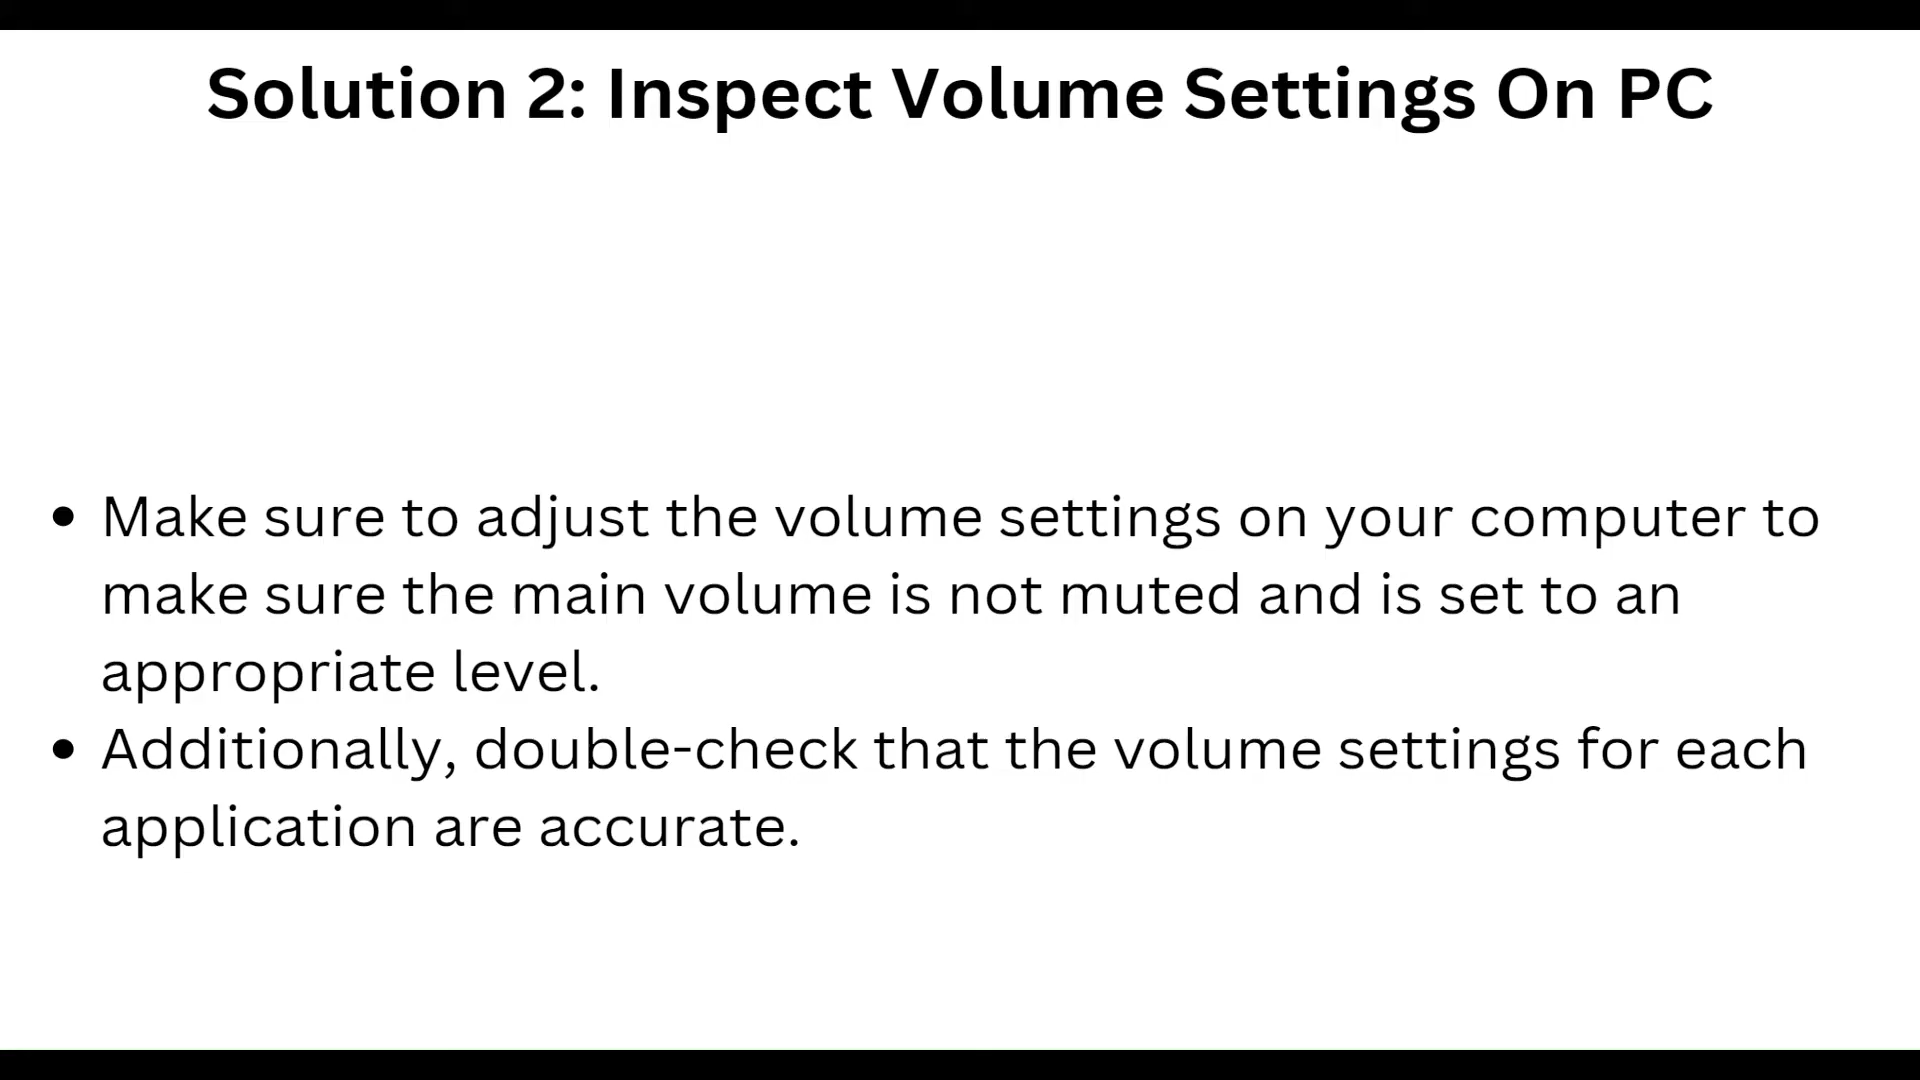 Solution 2: Inspect Volume Settings On PC
• Make sure to adjust the volume settings on your computer to
make sure the main volume is not muted and is set to an
appropriate level.
• Additionally, double-check that the volume settings for each
application are accurate.